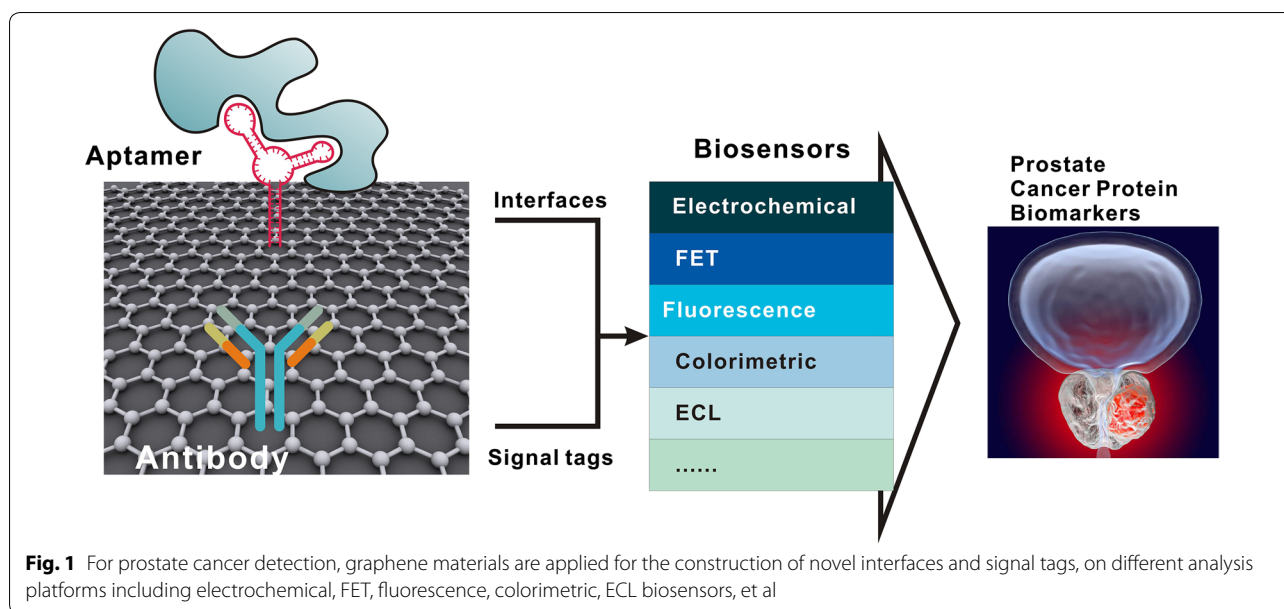 Aptamer
Antibody
Interfaces
Signal tags
Biosensors
Electrochemical
FET
Fluorescence
Colorimetric
ECL
......
Prostate
Cancer Protein
Biomarkers
Fig. 1 For prostate cancer detection, graphene materials are applied for the construction of novel interfaces and signal tags, on different analysis
platforms including electrochemical, FET, fluorescence, colorimetric, ECL biosensors, et al